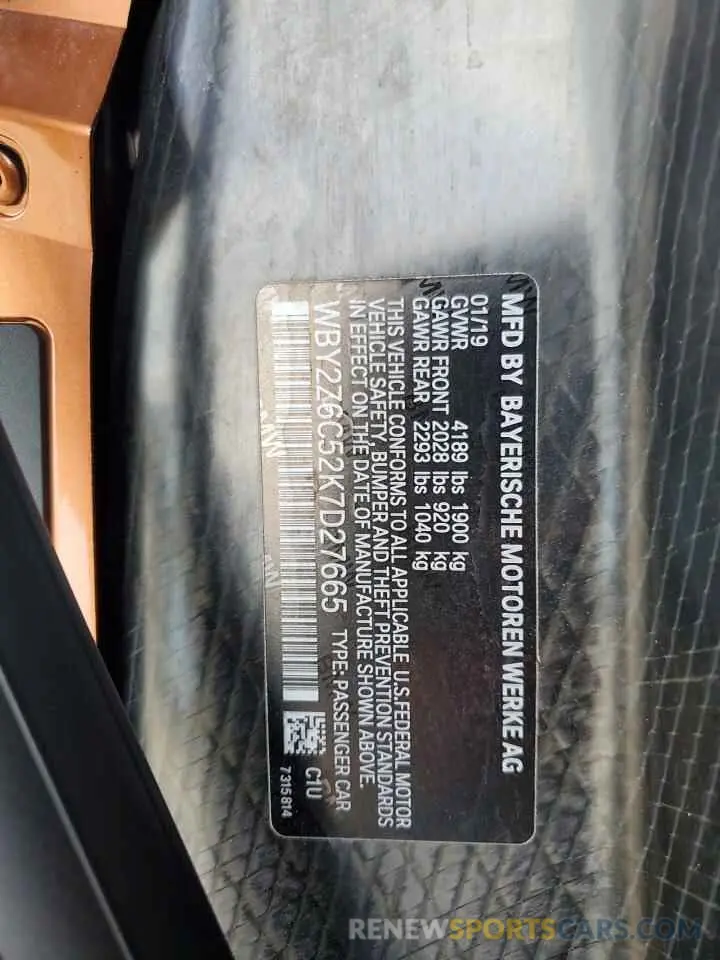 MFD BY BAYERISCHE MOTOREN WERKE AG
01/19
GVWR 4189 lbs 1900 kg
GAWR FRONT 2028 lbs 920 kg
GAWR REAR 2293 lbs 1040 kg
THIS VEHICLE CONFORMS TO ALL APPLICABLE U.S.FEDERAL MOTOR
VEHICLE SAFETY, BUMPER AND THEFT PREVENTION STANDARDS
IN EFFECT ON THE DATE OF MANUFACTURE SHOWN ABOVE.
WBY2Z6C52K7D27665 TYPE: PASSENGER CAR
C1U
7315814
RENEWSPORTSCARS.COM